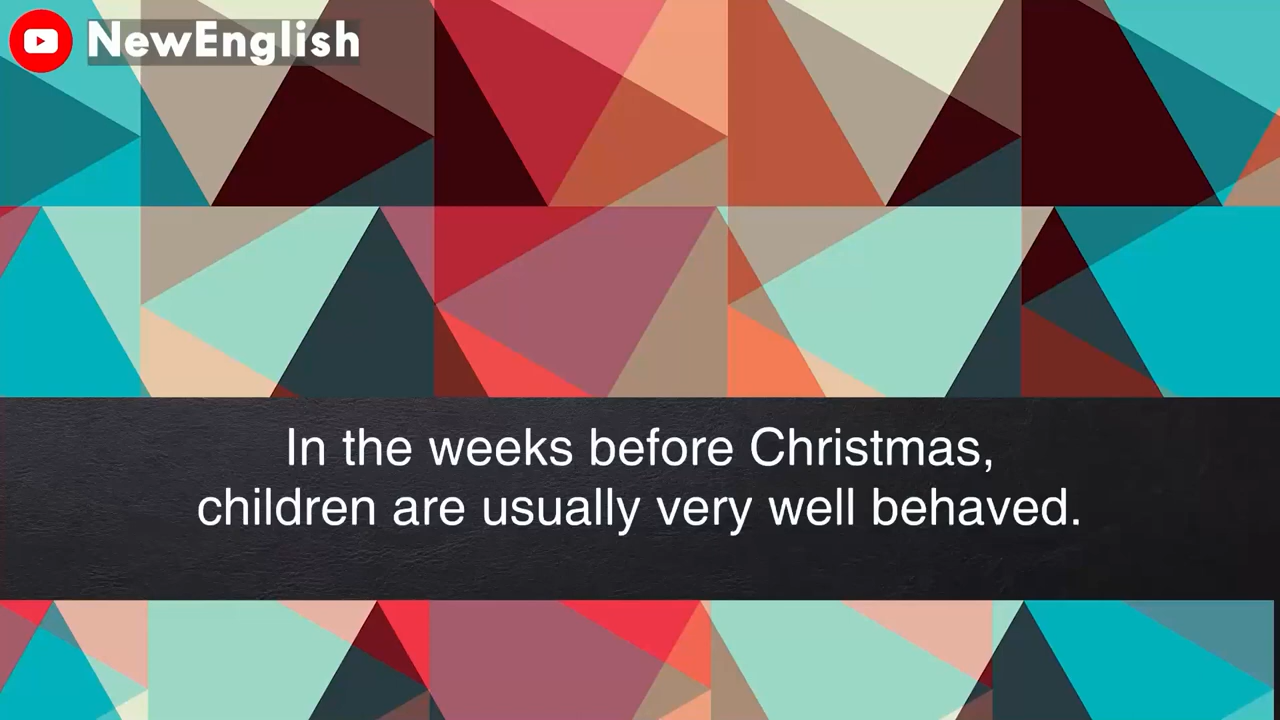 NewEnglish
In the weeks before Christmas,
children are usually very well behaved.